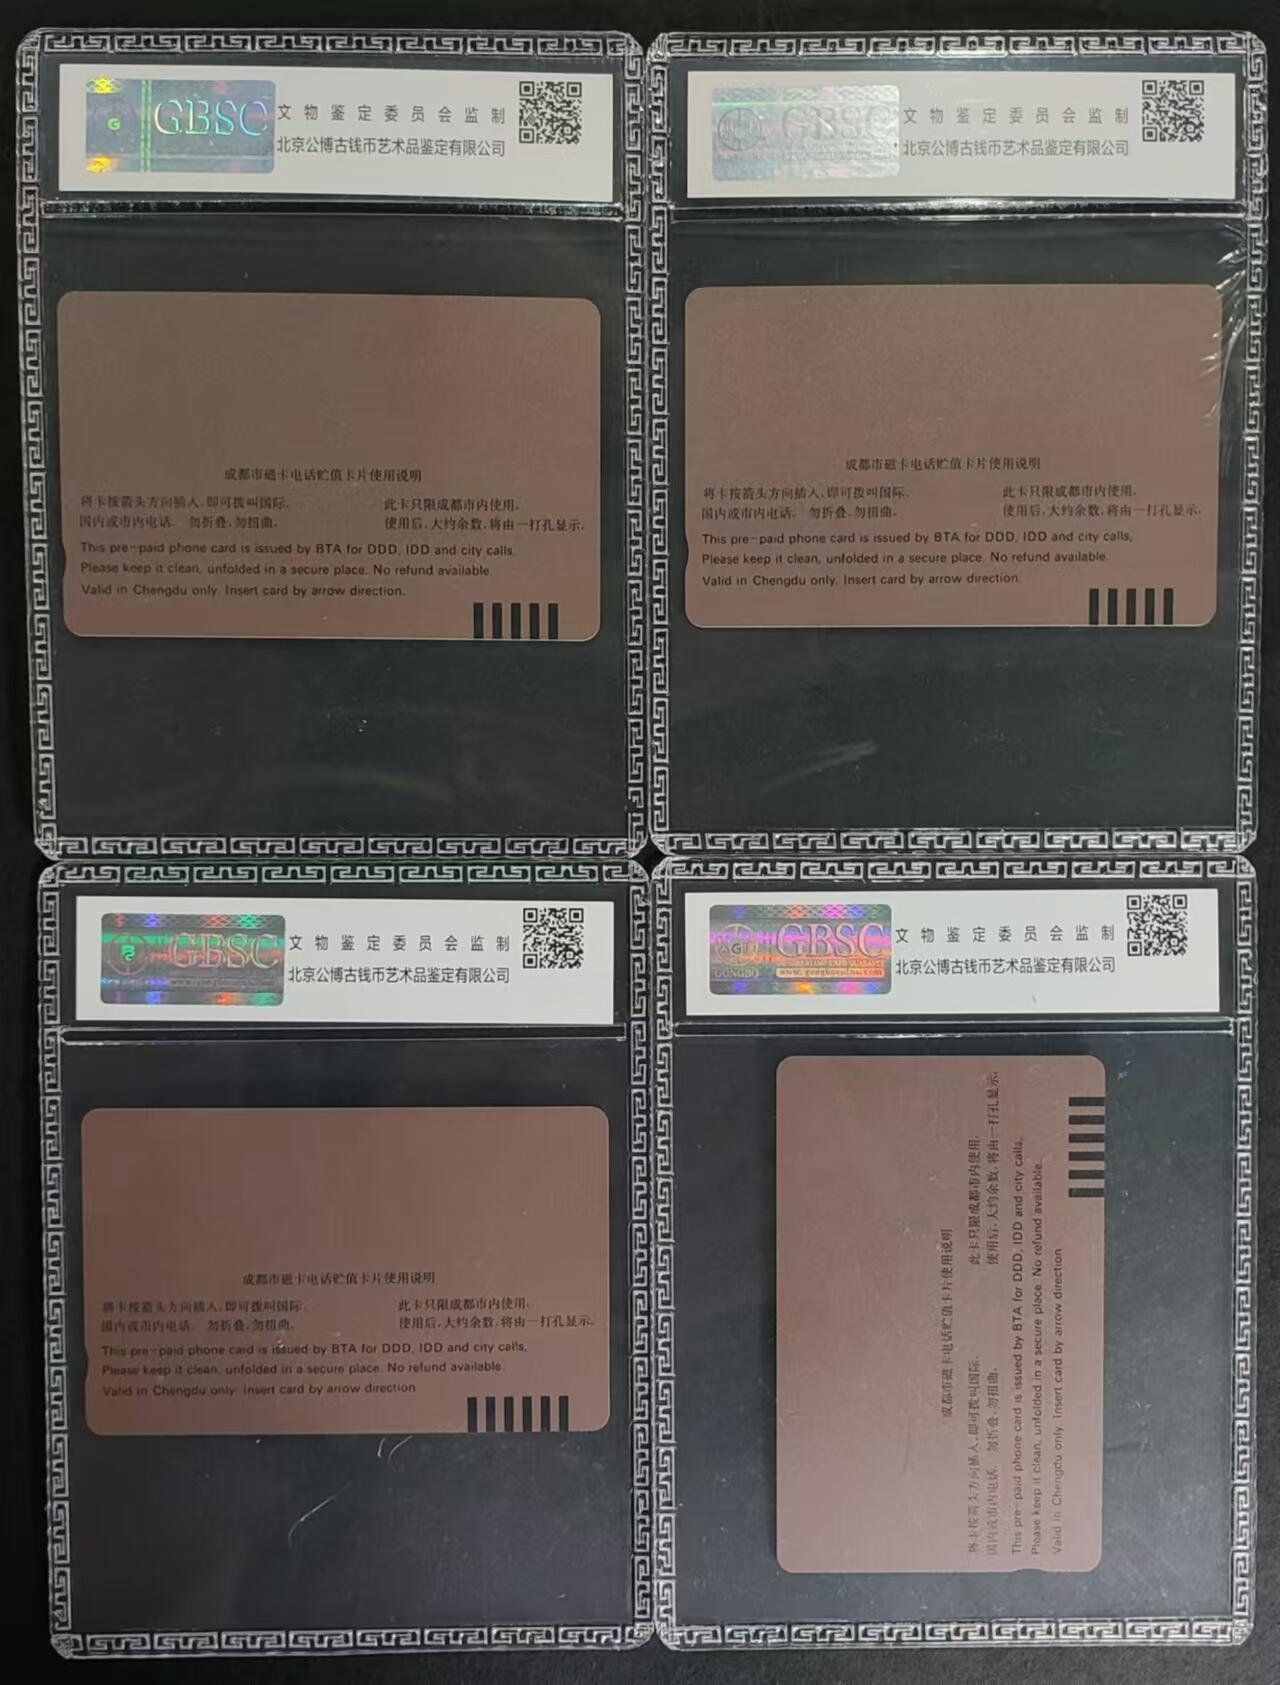 GBSC
文物鉴定委员会监制
北京公博古钱币艺术品鉴定有限公司
成都市磁卡电话贮值卡片使用说明
将卡按箭头方向插入,即可拨叫国际、
国内或市内电话。 勿折叠,勿扭曲。
此卡只限成都市内使用。
使用后,大约余数,将由一打孔显示。
This pre-paid phone card is issued by BTA for DDD, IDD and city calls,
Please keep it clean, unfolded in a secure place. No refund available.
Valid in Chengdu only. Insert card by arrow direction.
GBSC
文物鉴定委员会监制
北京公博古钱币艺术品鉴定有限公司
成都市磁卡电话贮值卡片使用说明
将卡按箭头方向插入,即可拨叫国际、
国内或市内电话。 勿折叠,勿扭曲。
此卡只限成都市内使用。
使用后,大约余数,将由一打孔显示。
This pre-paid phone card is issued by BTA for DDD, IDD and city calls,
Please keep it clean, unfolded in a secure place. No refund available.
Valid in Chengdu only. Insert card by arrow direction.
GBSC
文物鉴定委员会监制
北京公博古钱币艺术品鉴定有限公司
成都市磁卡电话贮值卡片使用说明
将卡按箭头方向插入,即可拨叫国际、
国内或市内电话。 勿折叠,勿扭曲。
此卡只限成都市内使用。
使用后,大约余数,将由一打孔显示。
This pre-paid phone card is issued by BTA for DDD, IDD and city calls,
Please keep it clean, unfolded in a secure place. No refund available.
Valid in Chengdu only. Insert card by arrow direction
GBSC
GONGBO
www.gongbocoins.com
文物鉴定委员会监制
北京公博古钱币艺术品鉴定有限公司
成都市磁卡电话贮值卡片使用说明
将卡按箭头方向插入,即可拨叫国际、
国内或市内电话。 勿折叠,勿扭曲。
此卡只限成都市内使用。
使用后,大约余数,将由一打孔显示。
This pre-paid phone card is issued by BTA for DDD, IDD and city calls,
Please keep it clean, unfolded in a secure place. No refund available.
Valid in Chengdu only. Insert card by arrow direction